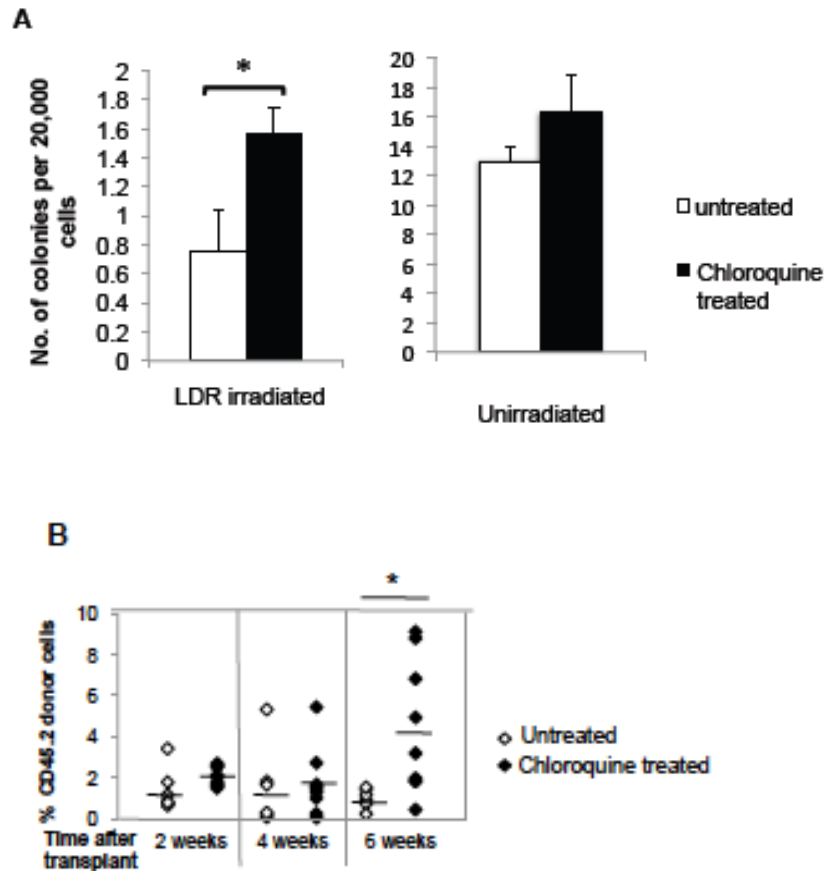 A
No. of colonies per 20,000
cells
2
1.8
1.6
1.4
1.2
1
0.8
0.6
0.4
0.2
0
*
LDR irradiated
20
18
16
14
12
10
8
6
4
2
0
Unirradiated
untreated
Chloroquine
treated
B
% CD45.2 donor cells
10
8
6
4
2
0
*
Untreated
Chloroquine treated
Time after
transplant
2 weeks
4 weeks
6 weeks